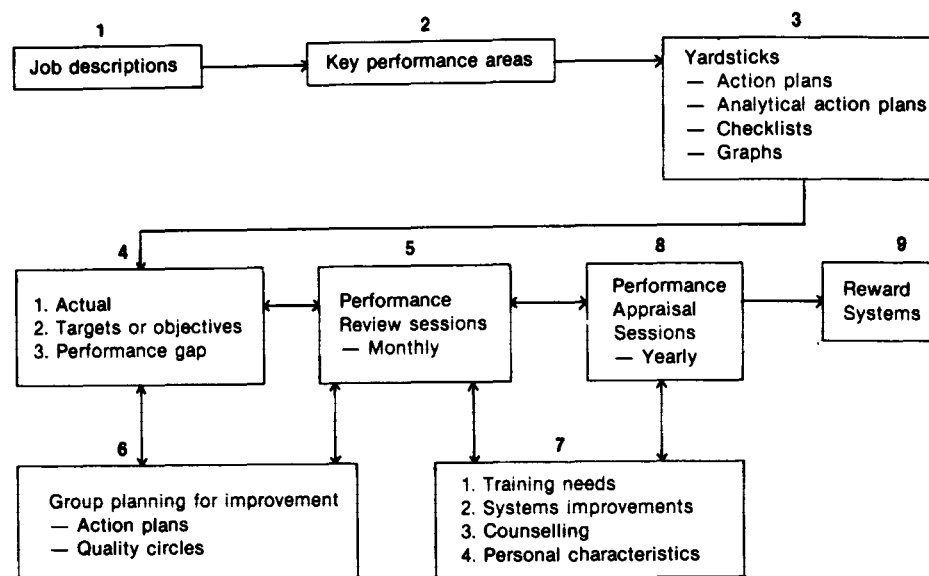 1
Job descriptions
2
Key performance areas
3
Yardsticks
— Action plans
— Analytical action plans
— Checklists
— Graphs
4
1. Actual
2. Targets or objectives
3. Performance gap
5
Performance
Review sessions
— Monthly
8
Performance
Appraisal
Sessions
— Yearly
9
Reward
Systems
6
Group planning for improvement
— Action plans
— Quality circles
7
1. Training needs
2. Systems improvements
3. Counselling
4. Personal characteristics